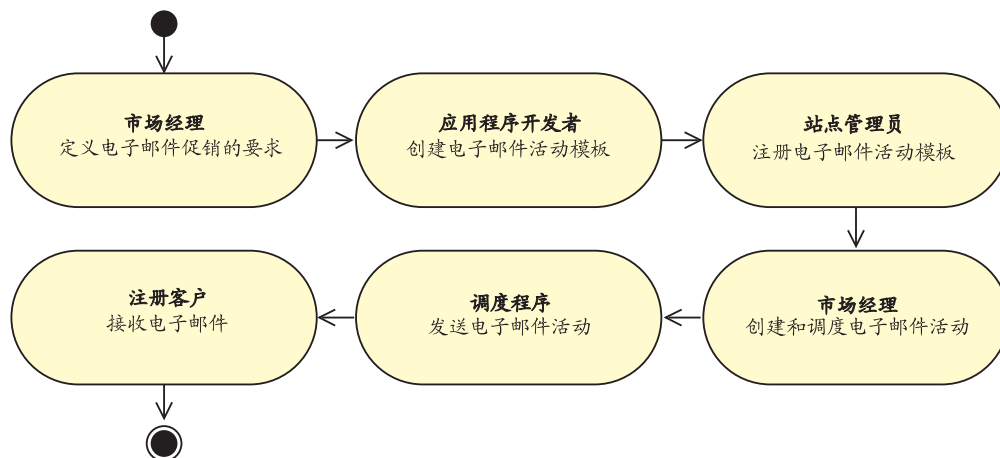 市场经理
定义电子邮件促销的要求
应用程序开发者
创建电子邮件活动模板
站点管理员
注册电子邮件活动模板
市场经理
创建和调度电子邮件活动
调度程序
发送电子邮件活动
注册客户
接收电子邮件